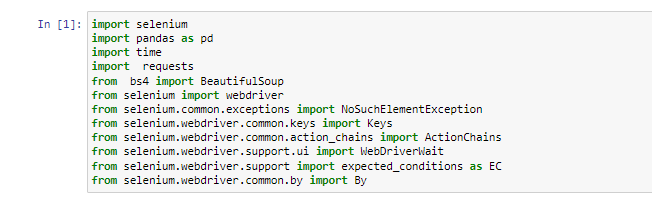 In [1]: import selenium
import pandas as pd
import time
import  requests
from  bs4 import BeautifulSoup
from selenium import webdriver
from selenium.common.exceptions import NoSuchElementException
from selenium.webdriver.common.keys import Keys
from selenium.webdriver.common.action_chains import ActionChains
from selenium.webdriver.support.ui import WebDriverWait
from selenium.webdriver.support import expected_conditions as EC
from selenium.webdriver.common.by import By